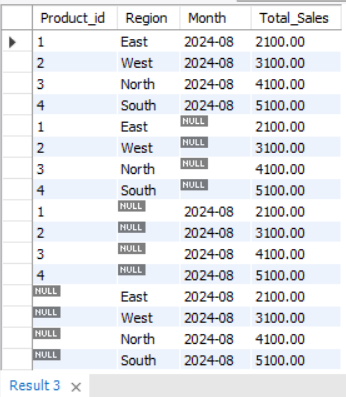 Product_id Region Month Total_Sales
1 East 2024-08 2100.00
2 West 2024-08 3100.00
3 North 2024-08 4100.00
4 South 2024-08 5100.00
1 East NULL 2100.00
2 West NULL 3100.00
3 North NULL 4100.00
4 South NULL 5100.00
1 NULL 2024-08 2100.00
2 NULL 2024-08 3100.00
3 NULL 2024-08 4100.00
4 NULL 2024-08 5100.00
NULL East 2024-08 2100.00
NULL West 2024-08 3100.00
NULL North 2024-08 4100.00
NULL South 2024-08 5100.00
Result 3 ×